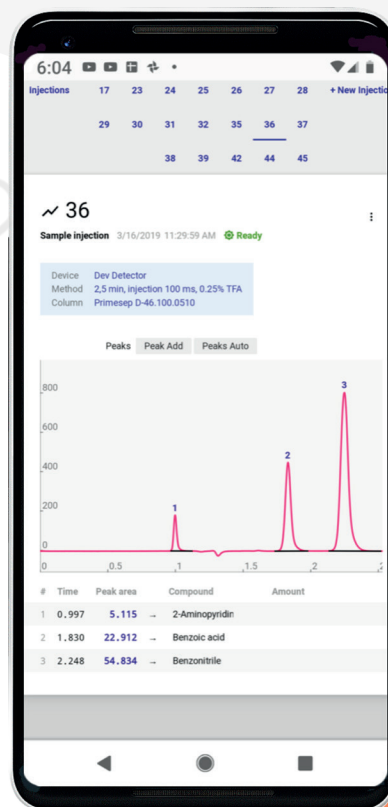 6:04
Injections 17 23 24 25 26 27 28 + New Injectio
29 30 31 32 35 36 37
38 39 42 44 45
36
Sample injection 3/16/2019 11:29:59 AM Ready
Device Dev Detector
Method 2,5 min, injection 100 ms, 0.25% TFA
Column Primesep D-46.100.0510
Peaks Peak Add Peaks Auto
800
600
400
200
0
1
2
3
0 0.5 1 1.5 2
# Time Peak area Compound Amount
1 0.997 5.115 → 2-Aminopyridin
2 1.830 22.912 → Benzoic acid
3 2.248 54.834 → Benzonitrile